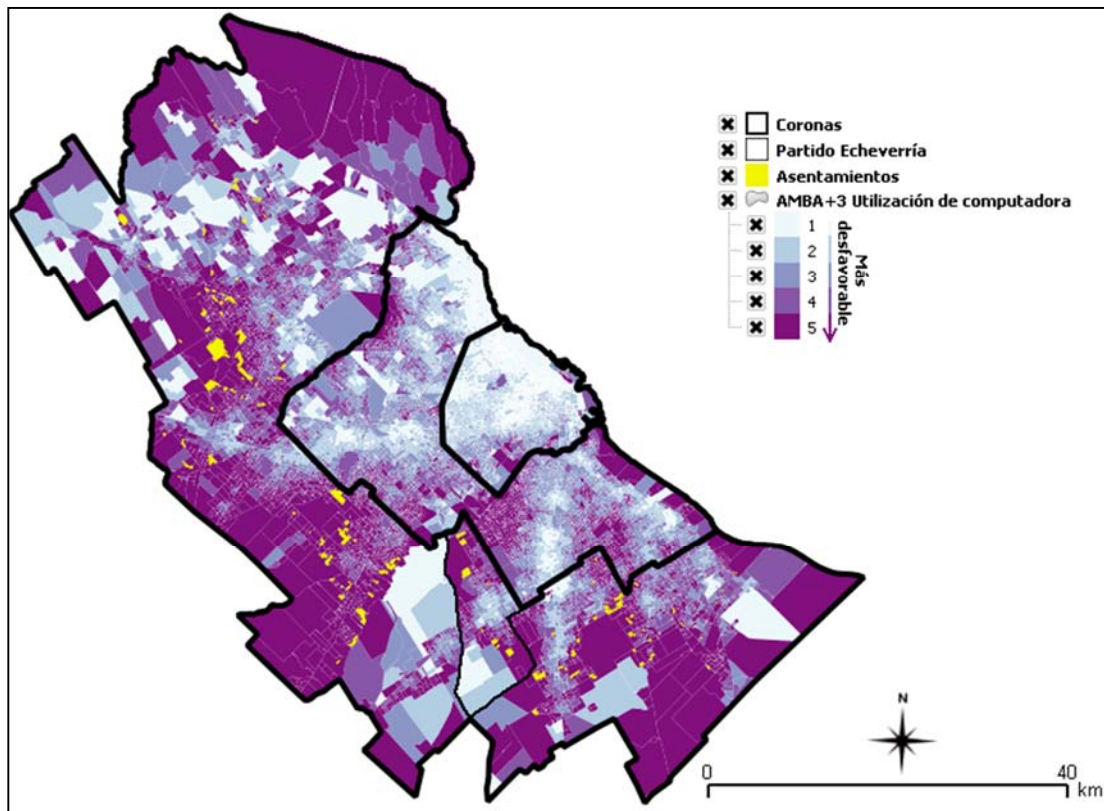 Coronas
Partido Echeverría
Asentamientos
AMBA+3 Utilización de computadora
1
2
3
4
5
Más
desfavorable
N
0 40
km